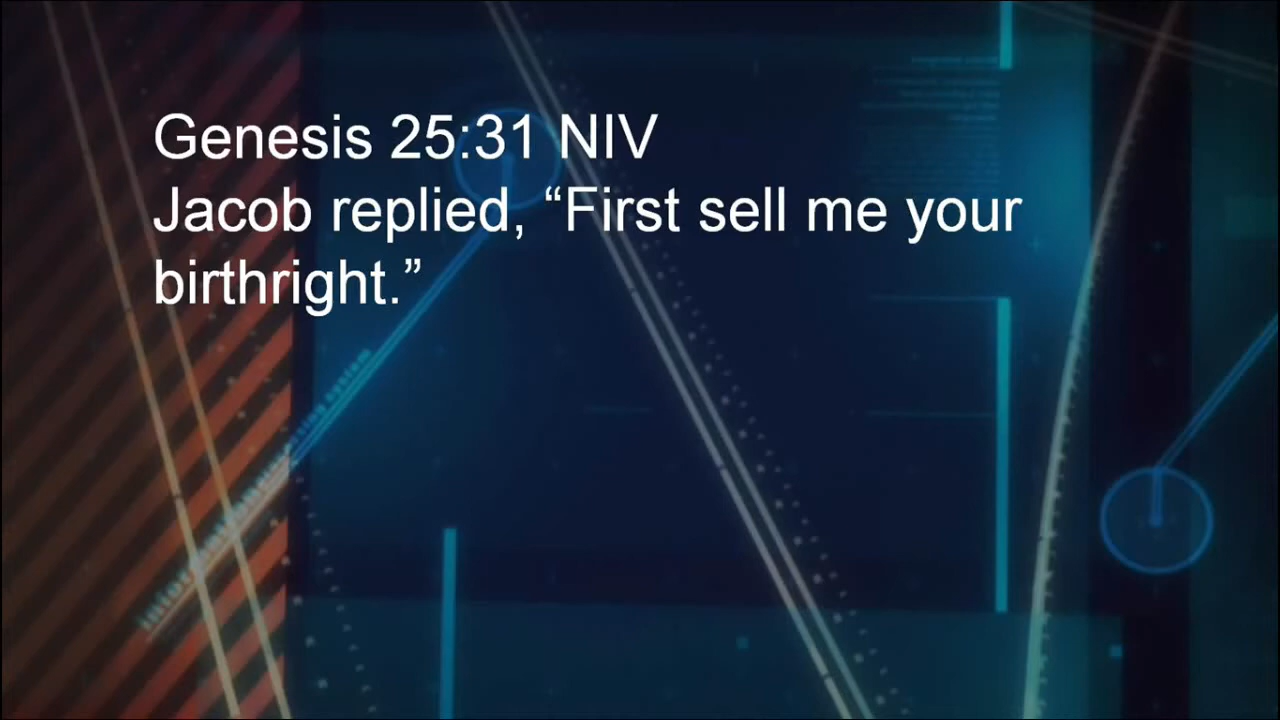 Genesis 25:31 NIV
Jacob replied, “First sell me your
birthright.”